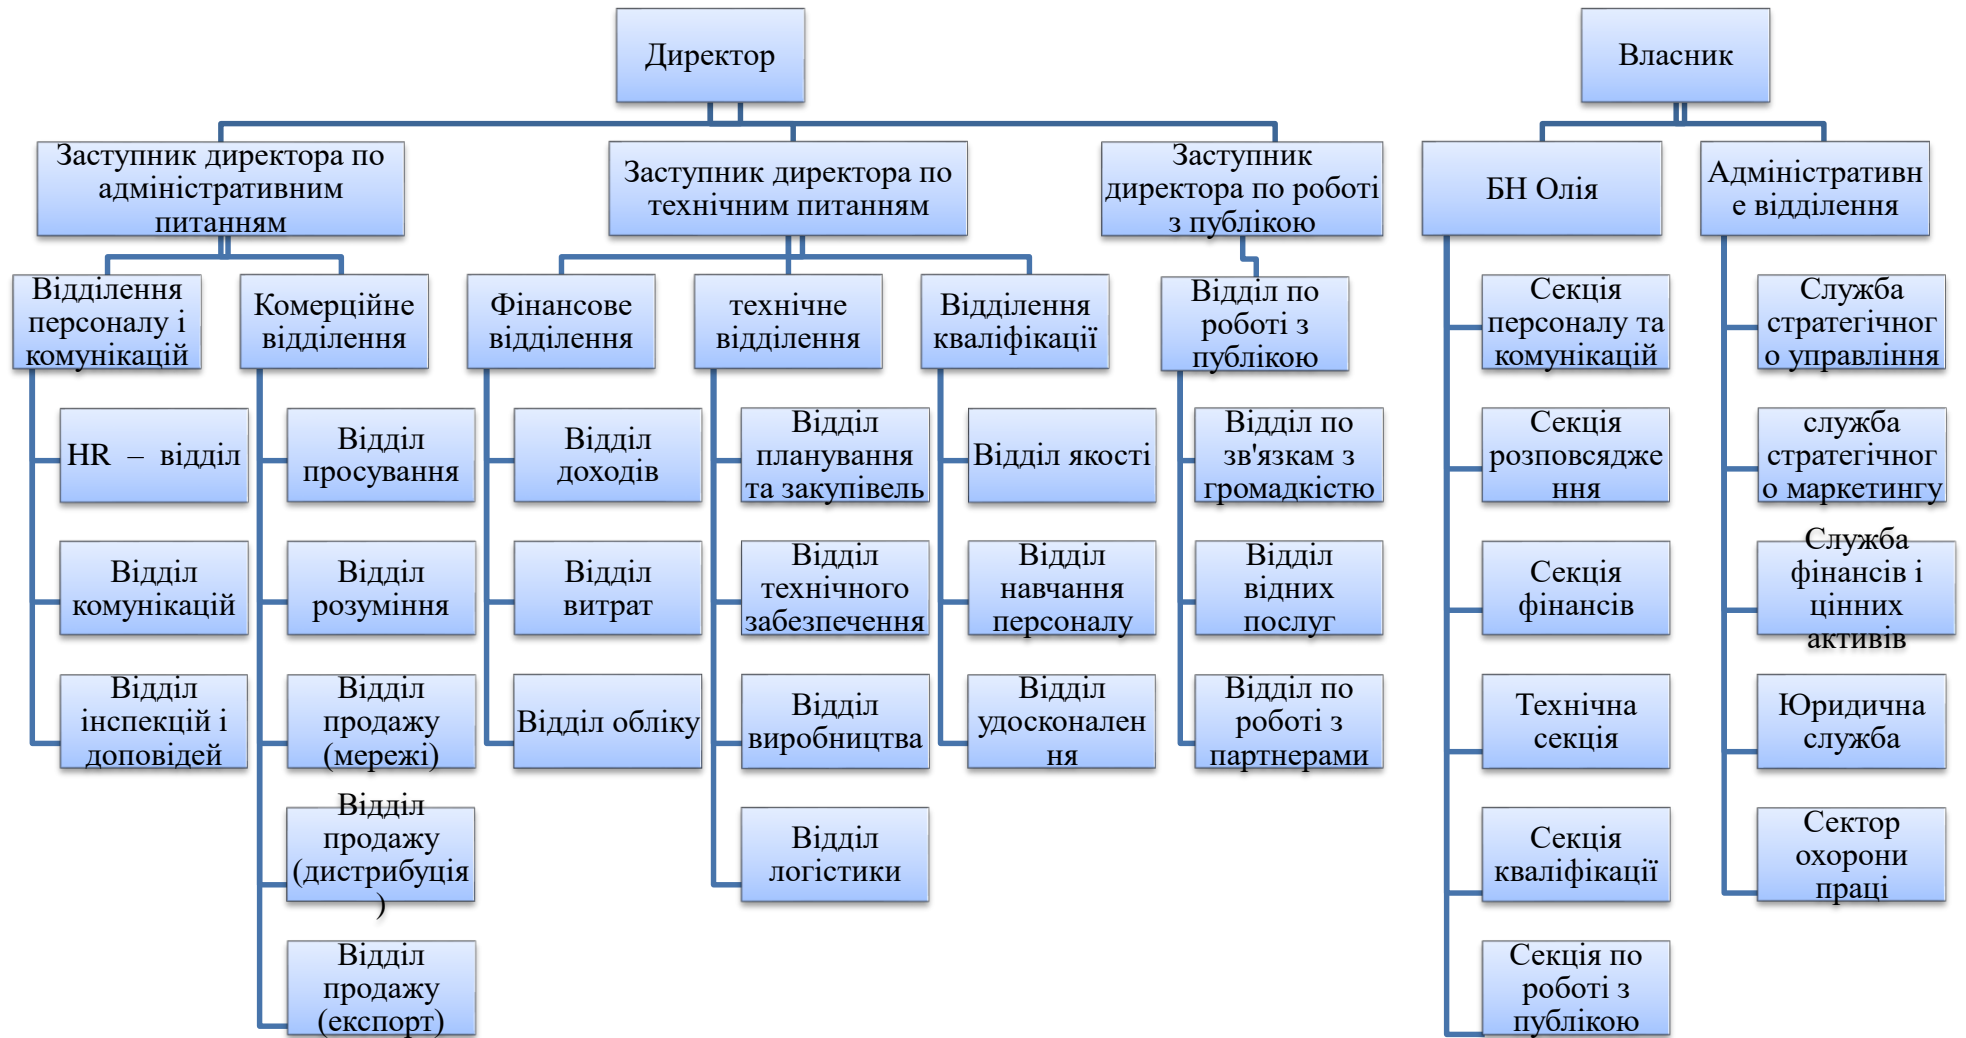 Директор
Власник
Заступник директора по
адміністративним
питанням
Заступник директора по
технічним питанням
Заступник
директора по роботі
з публікою
БН Олія
Адміністративн
е відділення
Відділення
персоналу і
комунікацій
Комерційне
відділення
Фінансове
відділення
технічне
відділення
Відділення
кваліфікації
Відділ по
роботі з
публікою
Секція
персоналу та
комунікацій
Служба
стратегічног
о управління
HR – відділ
Відділ
просування
Відділ
доходів
Відділ
планування
та закупівель
Відділ якості
Відділ по
зв'язкам з
громадкістю
Секція
розповсядже
ння
служба
стратегічног
о маркетингу
Відділ
комунікацій
Відділ
розуміння
Відділ
витрат
Відділ
технічного
забезпечення
Відділ
навчання
персоналу
Відділ
відних
послуг
Секція
фінансів
Служба
фінансів і
цінних
активів
Відділ
інспекцій і
доповідей
Відділ
продажу
(мережі)
Відділ обліку
Відділ
виробництва
Відділ
удосконален
ня
Відділ по
роботі з
партнерами
Технічна
секція
Юридична
служба
Відділ
продажу
(дистрибуція
)
Відділ
логістики
Секція
кваліфікації
Сектор
охорони
праці
Відділ
продажу
(експорт)
Секція по
роботі з
публікою